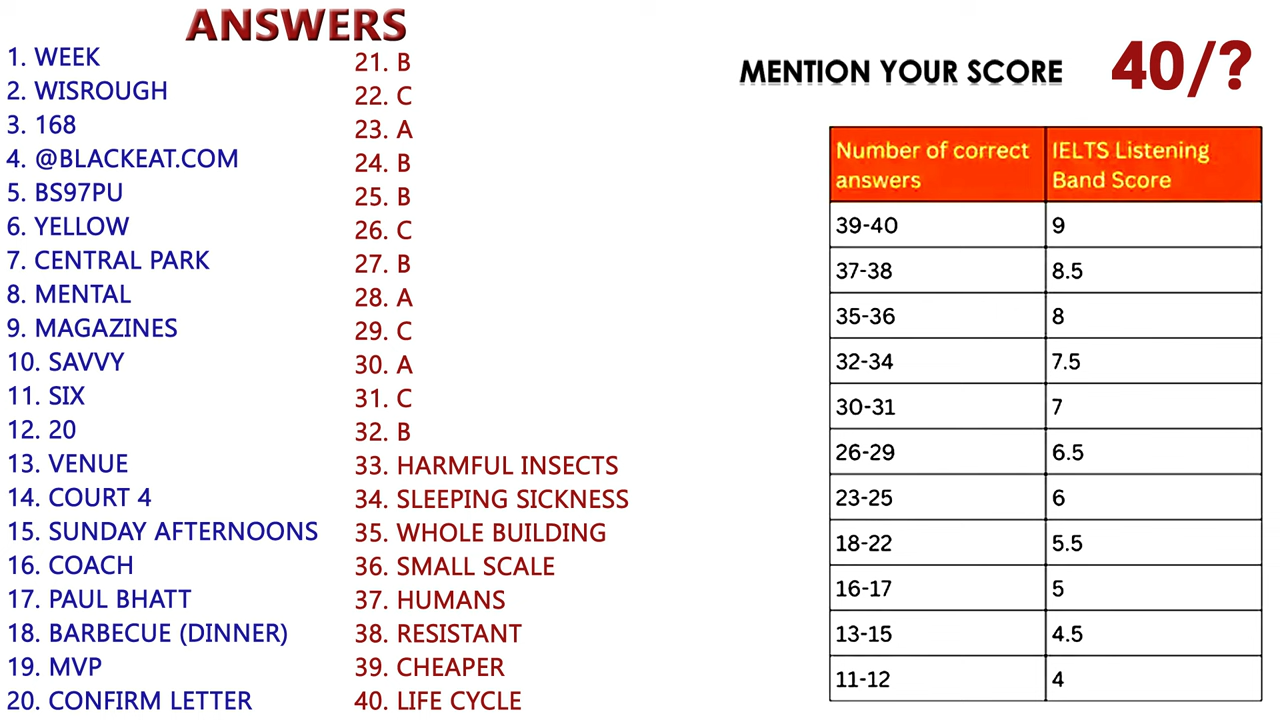 ANSWERS
1. WEEK
2. WISROUGH
3. 168
4. @BLACKEAT.COM
5. BS97PU
6. YELLOW
7. CENTRAL PARK
8. MENTAL
9. MAGAZINES
10. SAVVY
11. SIX
12. 20
13. VENUE
14. COURT 4
15. SUNDAY AFTERNOONS
16. COACH
17. PAUL BHATT
18. BARBECUE (DINNER)
19. MVP
20. CONFIRM LETTER
21. B
22. C
23. A
24. B
25. B
26. C
27. B
28. A
29. C
30. A
31. C
32. B
33. HARMFUL INSECTS
34. SLEEPING SICKNESS
35. WHOLE BUILDING
36. SMALL SCALE
37. HUMANS
38. RESISTANT
39. CHEAPER
40. LIFE CYCLE
MENTION YOUR SCORE 40/?
Number of correct answers IELTS Listening Band Score
39-40 9
37-38 8.5
35-36 8
32-34 7.5
30-31 7
26-29 6.5
23-25 6
18-22 5.5
16-17 5
13-15 4.5
11-12 4